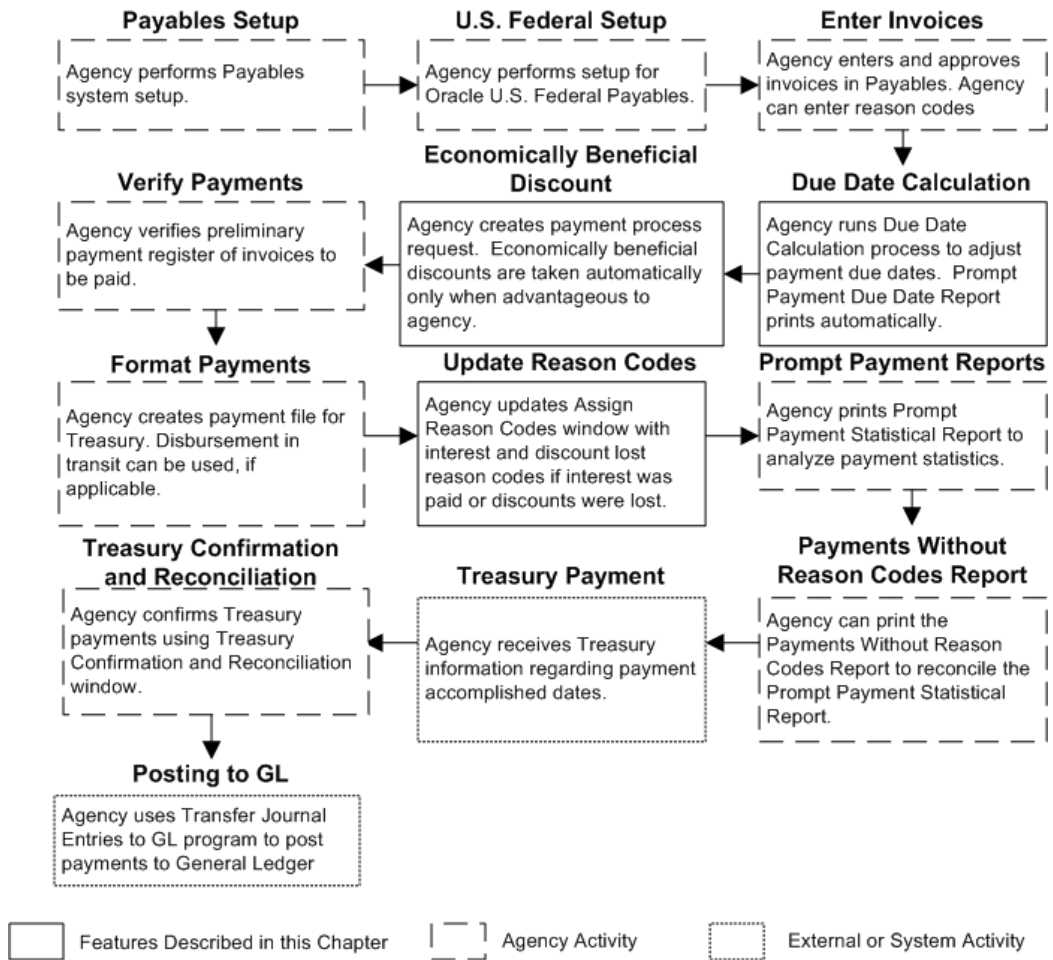 Payables Setup
Agency performs Payables
system setup.
U.S. Federal Setup
Agency performs setup for
Oracle U.S. Federal Payables.
Enter Invoices
Agency enters and approves
invoices in Payables. Agency
can enter reason codes
Due Date Calculation
Agency runs Due Date
Calculation process to adjust
payment due dates. Prompt
Payment Due Date Report
prints automatically.
Economically Beneficial
Discount
Agency creates payment process
request. Economically beneficial
discounts are taken automatically
only when advantageous to
agency.
Verify Payments
Agency verifies preliminary
payment register of invoices to
be paid.
Format Payments
Agency creates payment file for
Treasury. Disbursement in
transit can be used, if
applicable.
Update Reason Codes
Agency updates Assign
Reason Codes window with
interest and discount lost
reason codes if interest was
paid or discounts were lost.
Prompt Payment Reports
Agency prints Prompt
Payment Statistical Report to
analyze payment statistics.
Payments Without
Reason Codes Report
Agency can print the
Payments Without Reason
Codes Report to reconcile the
Prompt Payment Statistical
Report.
Treasury Payment
Agency receives Treasury
information regarding payment
accomplished dates.
Treasury Confirmation
and Reconciliation
Agency confirms Treasury
payments using Treasury
Confirmation and Reconciliation
window.
Posting to GL
Agency uses Transfer Journal
Entries to GL program to post
payments to General Ledger
Features Described in this Chapter
Agency Activity
External or System Activity